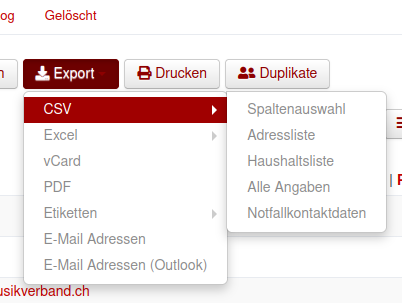 og Gelöscht
n Export Drucken Duplikate
CSV
Excel
vCard
PDF
Etiketten
E-Mail Adressen
E-Mail Adressen (Outlook)
Spaltenauswahl
Adressliste
Haushaltsliste
Alle Angaben
Notfallkontaktdaten
|
usikverband.ch